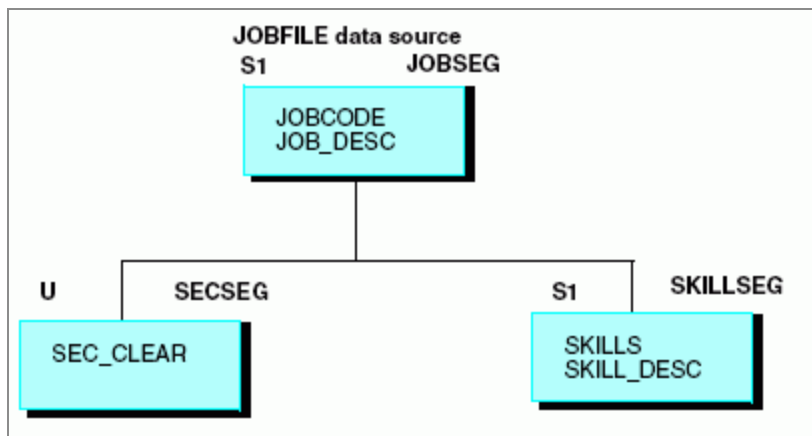 JOBFILE data source
S1 JOBSEG
JOBCODE
JOB_DESC
U SECSEG
S1 SKILLSEG
SEC_CLEAR
SKILLS
SKILL_DESC